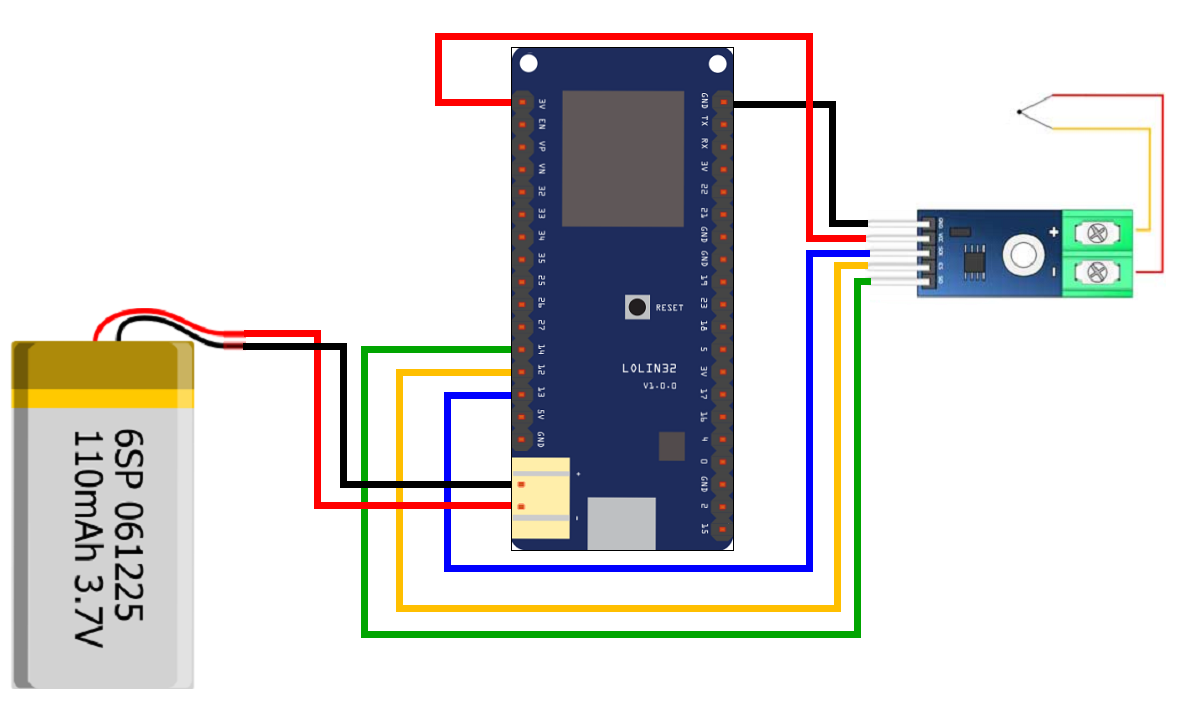 3V
EN
VP
VN
32
33
34
35
25
26
27
14
12
13
5V
GND
+
-
GND
TX
RX
3V
22
21
GND
GND
19
23
18
5
3V
17
16
4
0
GND
2
15
RESET
LOLIN32
V1.0.0
GND
VCC
SCK
CS
SO
+
-
6SP 061225
110mAh 3.7V